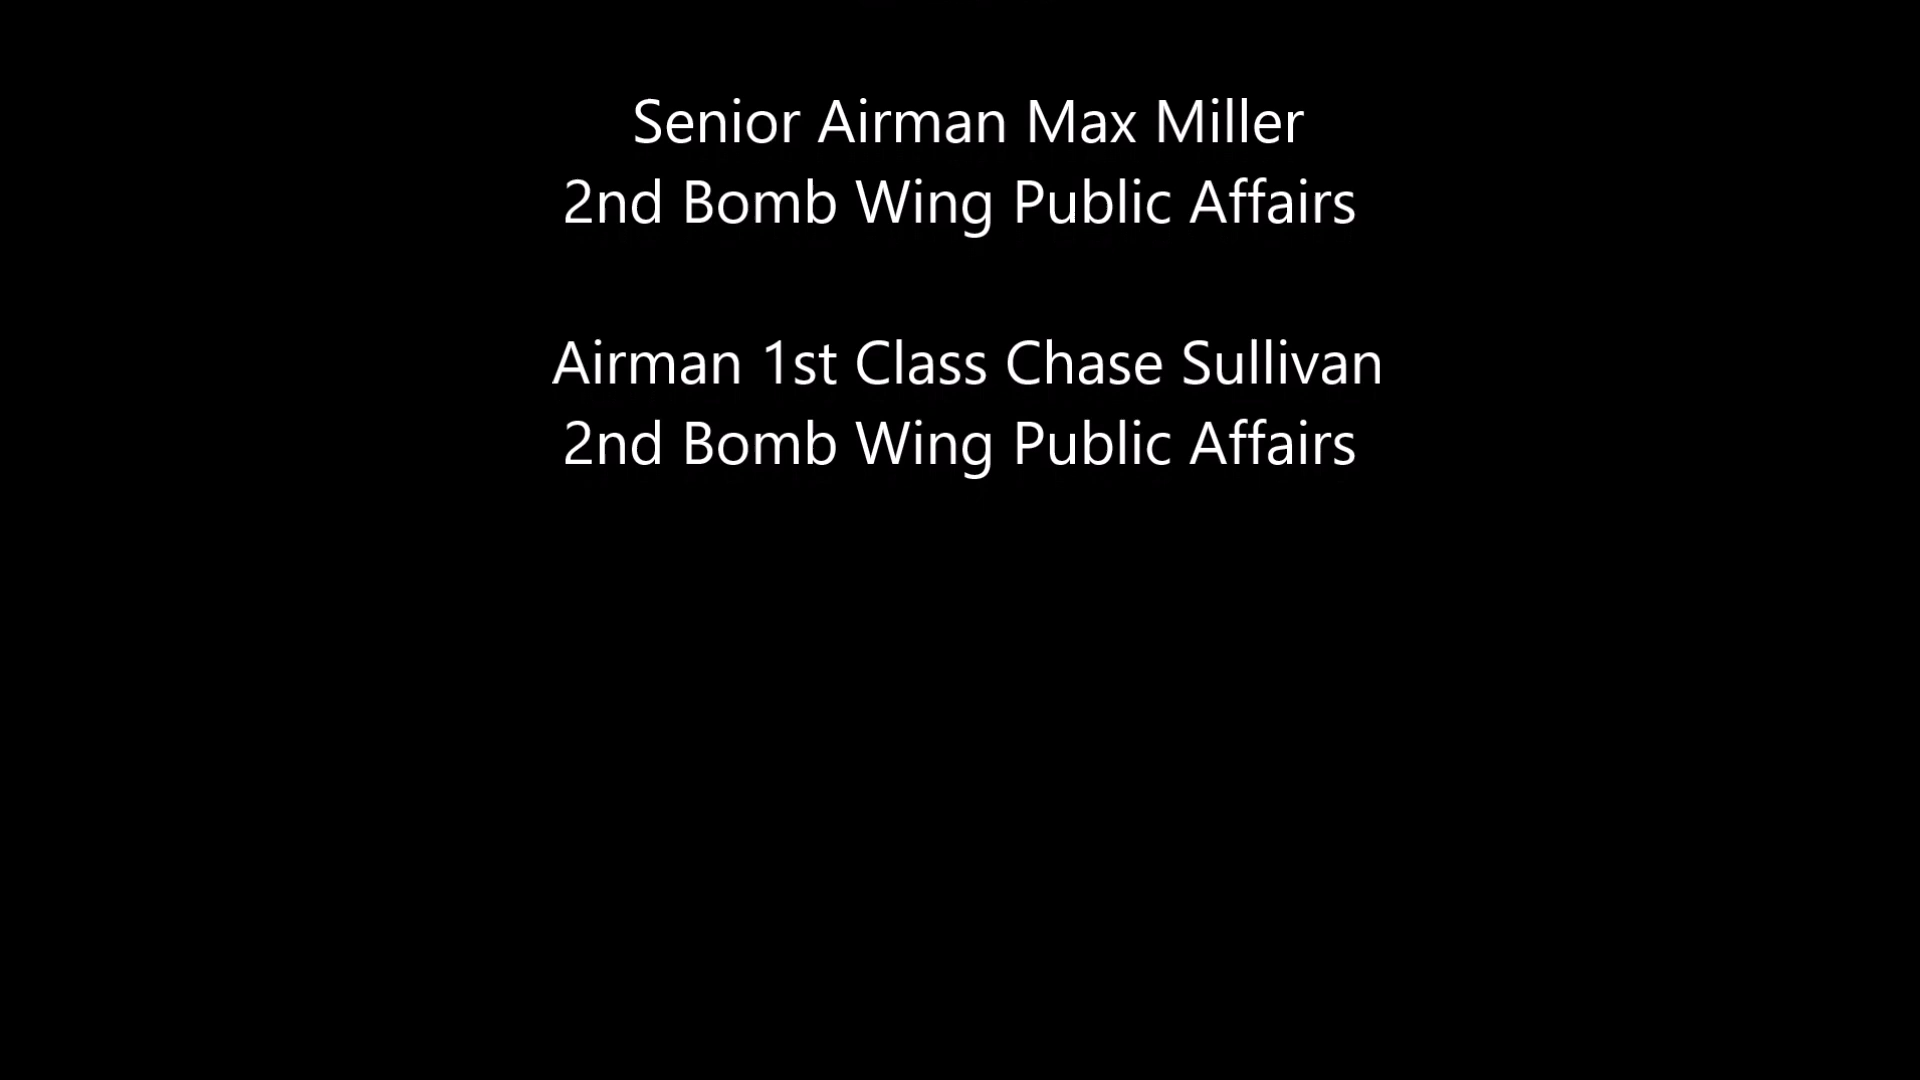 Senior Airman Max Miller
2nd Bomb Wing Public Affairs
Airman 1st Class Chase Sullivan
2nd Bomb Wing Public Affairs